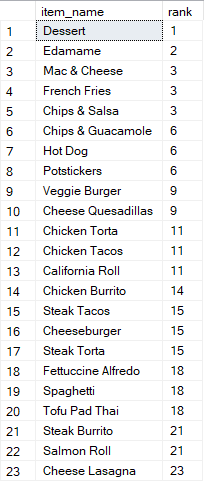 item_name rank
1 Dessert 1
2 Edamame 2
3 Mac & Cheese 3
4 French Fries 3
5 Chips & Salsa 3
6 Chips & Guacamole 6
7 Hot Dog 6
8 Potstickers 6
9 Veggie Burger 9
10 Cheese Quesadillas 9
11 Chicken Torta 11
12 Chicken Tacos 11
13 California Roll 11
14 Chicken Burrito 14
15 Steak Tacos 15
16 Cheeseburger 15
17 Steak Torta 15
18 Fettuccine Alfredo 18
19 Spaghetti 18
20 Tofu Pad Thai 18
21 Steak Burrito 21
22 Salmon Roll 21
23 Cheese Lasagna 23